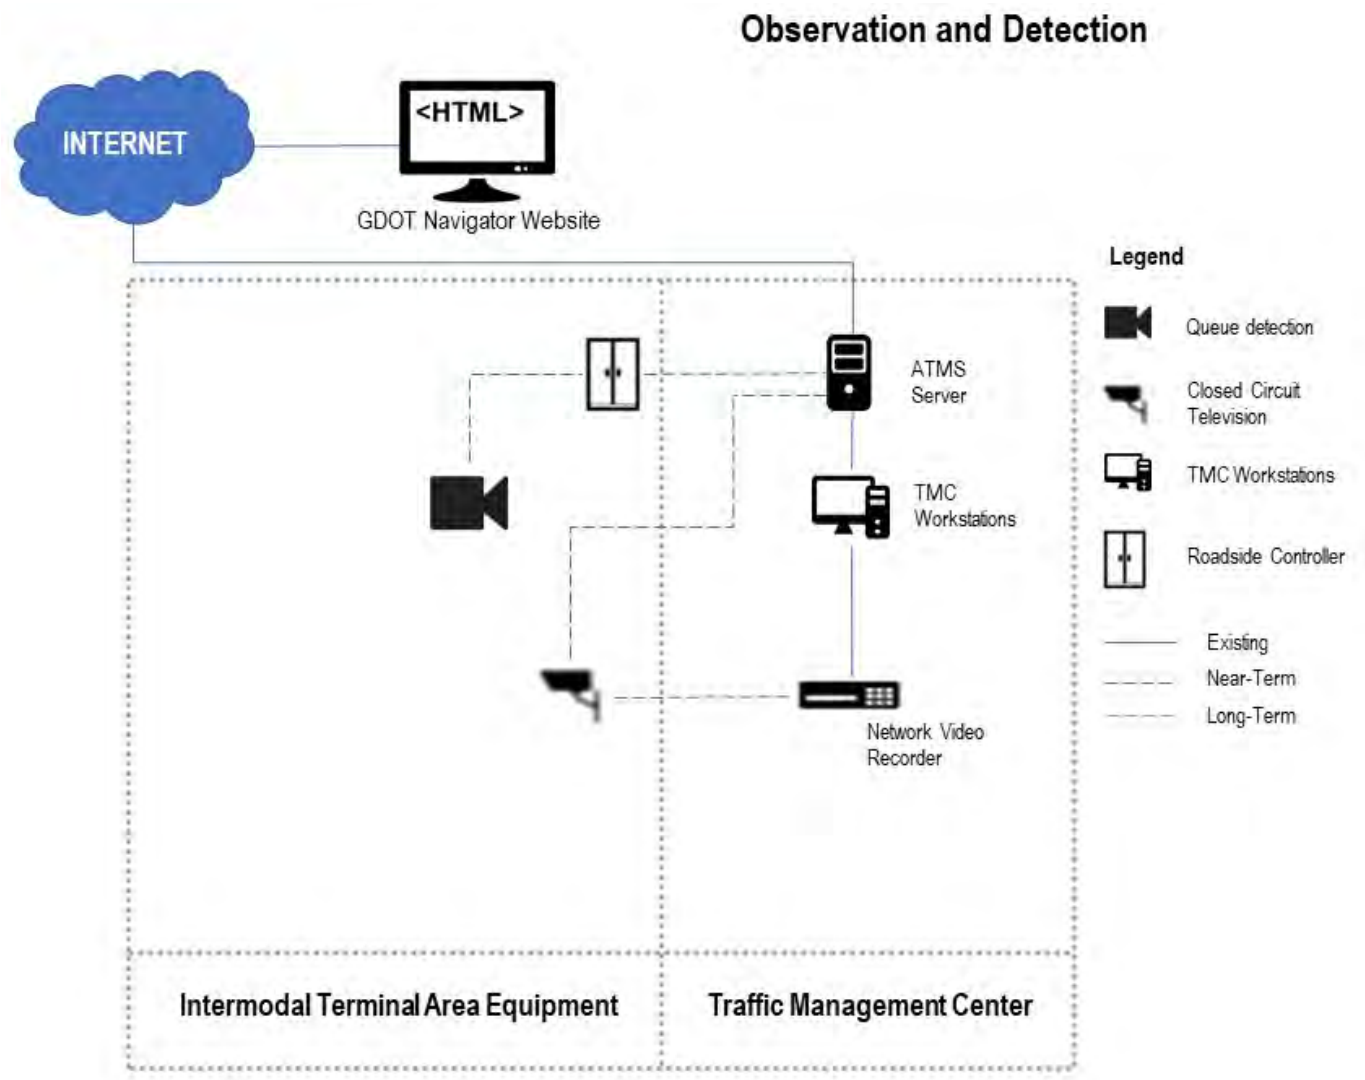 Observation and Detection
<HTML>
INTERNET
GDOT Navigator Website
Legend
Queue detection
ATMS
Server
Closed Circuit
Television
TMC Workstations
TMC
Workstations
Roadside Controller
Existing
Near-Term
Long-Term
Network Video
Recorder
Intermodal Terminal Area Equipment
Traffic Management Center